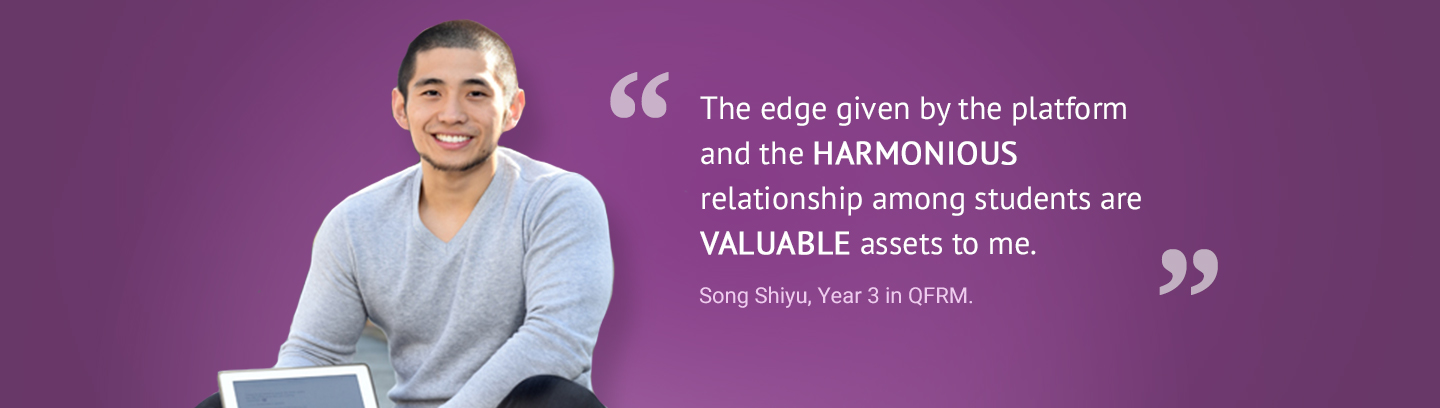 “
The edge given by the platform
and the HARMONIOUS
relationship among students are
VALUABLE assets to me.
”
Song Shiyu, Year 3 in QFRM.